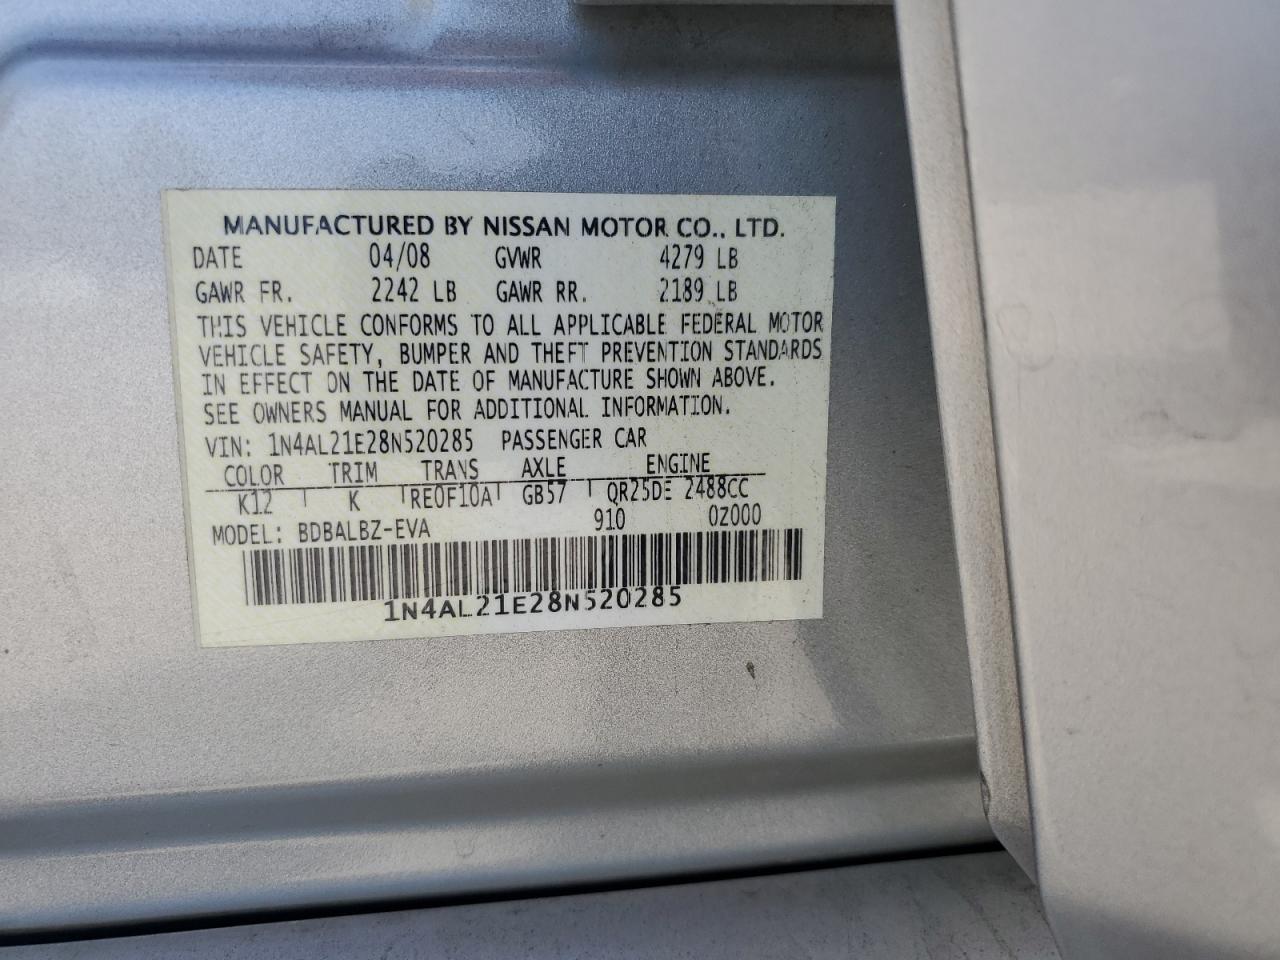 MANUFACTURED BY NISSAN MOTOR CO., LTD.
DATE 04/08 GVWR 4279 LB
GAWR FR. 2242 LB GAWR RR. 2189 LB
THIS VEHICLE CONFORMS TO ALL APPLICABLE FEDERAL MOTOR
VEHICLE SAFETY, BUMPER AND THEFT PREVENTION STANDARDS
IN EFFECT ON THE DATE OF MANUFACTURE SHOWN ABOVE.
SEE OWNERS MANUAL FOR ADDITIONAL INFORMATION.
VIN: 1N4AL21E28N520285 PASSENGER CAR
COLOR TRIM TRANS AXLE ENGINE
K12 K RE0F10A GB57 QR25DE 2488CC
MODEL: BDBALBZ-EVA 910 0Z000
1N4AL21E28N520285